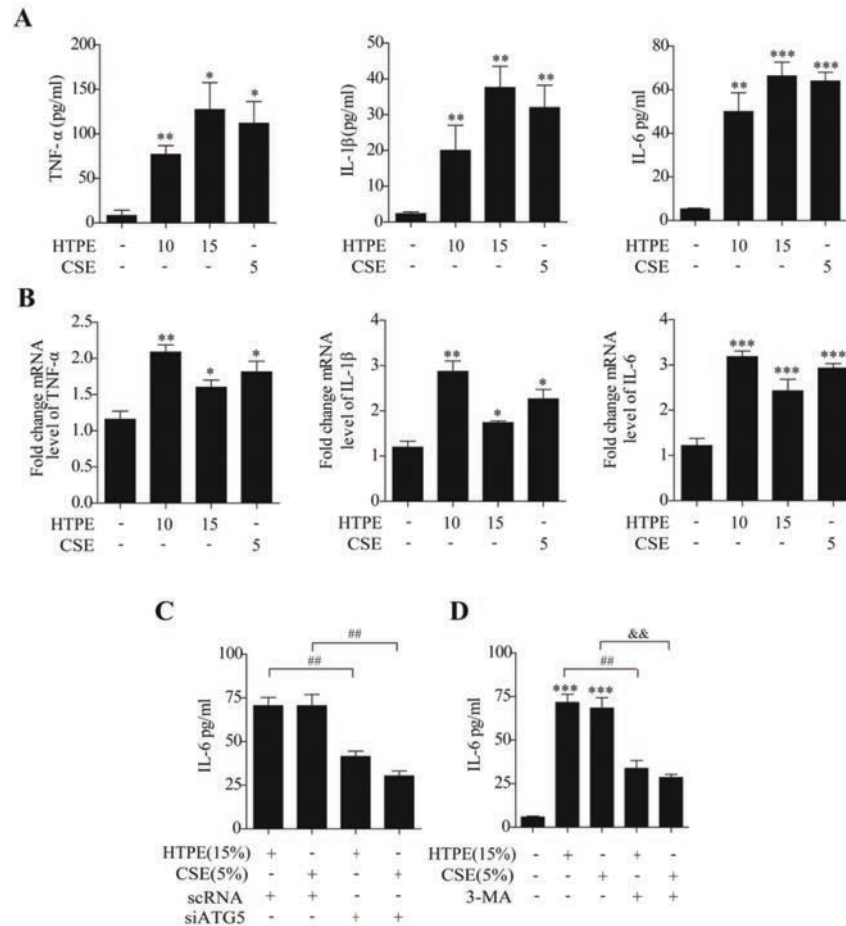 A
TNF-α (pg/ml)
200
150
100
50
0
**
*
*
HTPE - 10 15 -
CSE - - - 5
IL-1β(pg/ml)
50
40
30
20
10
0
**
**
**
HTPE - 10 15 -
CSE - - - 5
IL-6 pg/ml
80
60
40
20
0
**
***
***
HTPE - 10 15 -
CSE - - - 5
B
Fold change mRNA
level of TNF-α
2.5
2.0
1.5
1.0
0.5
0.0
**
*
*
HTPE - 10 15 -
CSE - - - 5
Fold change mRNA
level of IL-1β
4
3
2
1
0
**
*
*
HTPE - 10 15 -
CSE - - - 5
Fold change mRNA
level of IL-6
4
3
2
1
0
***
***
***
HTPE - 10 15 -
CSE - - - 5
C
##
##
IL-6 pg/ml
100
75
50
25
0
HTPE(15%) + - + -
CSE(5%) - + - +
scRNA + + - -
siATG5 - - + +
D
&&
##
IL-6 pg/ml
100
75
50
25
0
***
***
HTPE(15%) - + - + -
CSE(5%) - - + - +
3-MA - - - + +